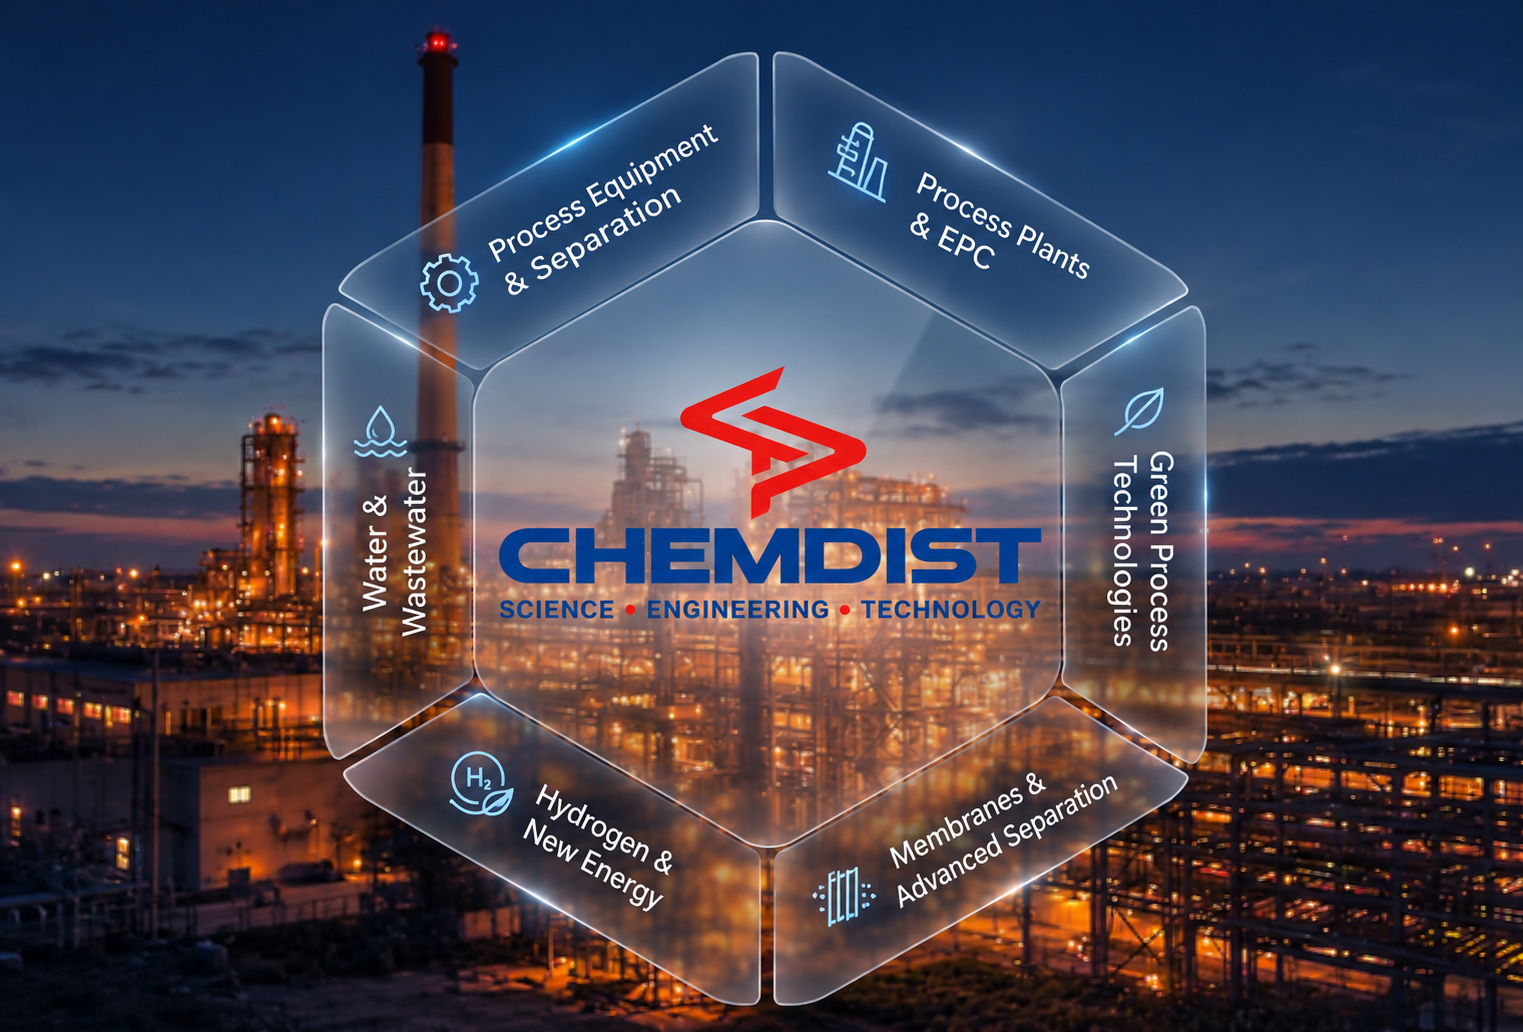 Process Equipment
& Separation
Process Plants
& EPC
Water &
Wastewater
CHEMDIST
SCIENCE • ENGINEERING • TECHNOLOGY
Green Process
Technologies
H₂
Hydrogen &
New Energy
Membranes &
Advanced Separation